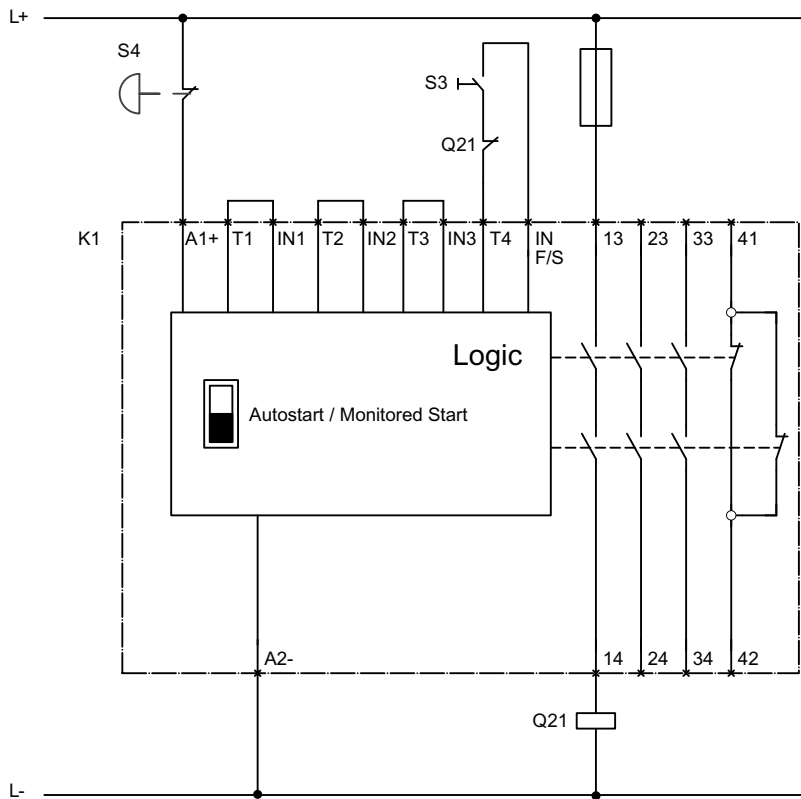 L+
S4
S3
Q21
K1
A1+ T1 IN1 T2 IN2 T3 IN3 T4 IN 13 23 33 41
F/S
Logic
Autostart / Monitored Start
A2- 14 24 34 42
Q21
L-